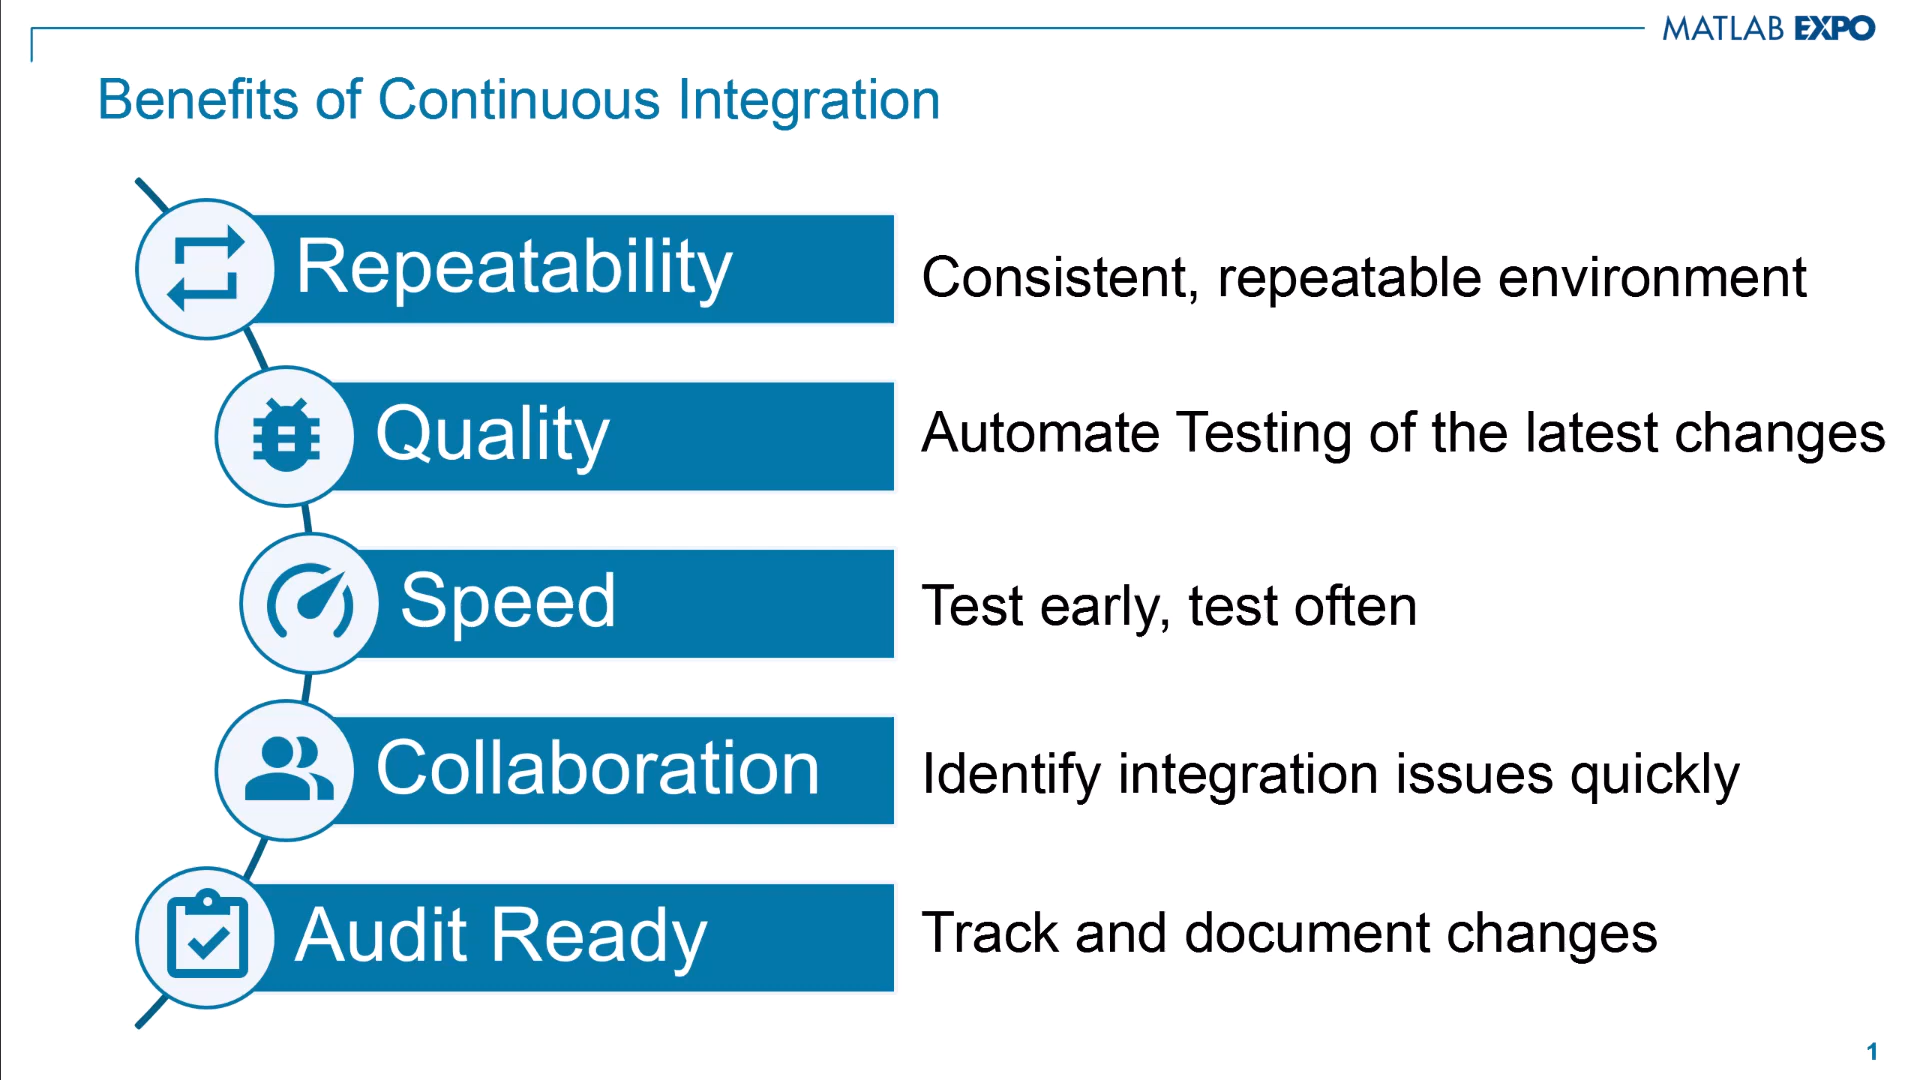 MATLAB EXPO
Benefits of Continuous Integration
Repeatability
Consistent, repeatable environment
Quality
Automate Testing of the latest changes
Speed
Test early, test often
Collaboration
Identify integration issues quickly
Audit Ready
Track and document changes
1